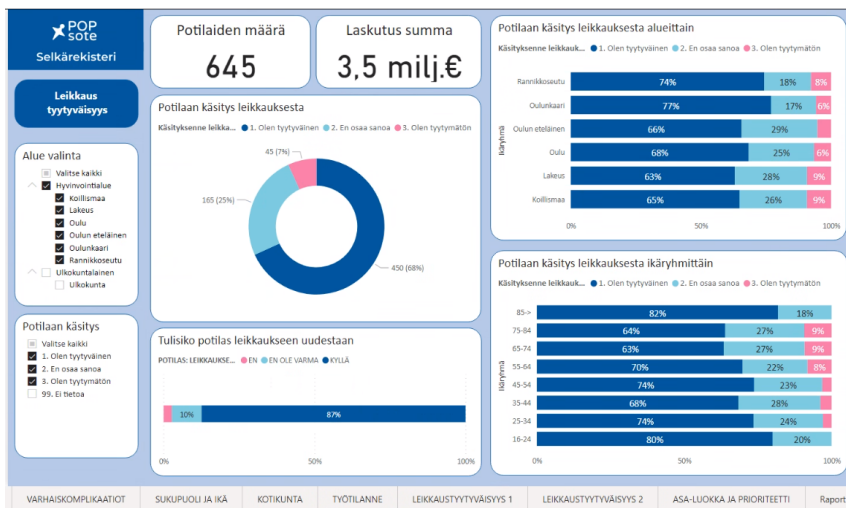 POP
sote
Selkärekisteri
Leikkaus
tyytyväisyys
Alue valinta
Valitse kaikki
Hyvinvointialue
Koillismaa
Lakeus
Oulu
Oulun eteläinen
Oulunkaari
Rannikkoseutu
Ulkokuntalainen
Ulkokunta
Potilaan käsitys
Valitse kaikki
1. Olen tyytyväinen
2. En osaa sanoa
3. Olen tyytymätön
99. Ei tietoa
Potilaiden määrä
645
Laskutus summa
3,5 milj.€
Potilaan käsitys leikkauksesta
Käsityksenne leikka... 1. Olen tyytyväinen 2. En osaa sanoa 3. Olen tyytymätön
45 (7%)
165 (25%)
450 (68%)
Tulisiko potilas leikkaukseen uudestaan
POTILAS: LEIKKAUKSE... EN EN OLE VARMA KYLLÄ
10% 87%
0% 50% 100%
Potilaan käsitys leikkauksesta alueittain
Käsityksenne leikkauk... 1. Olen tyytyväinen 2. En osaa sanoa 3. Olen tyytymätön
Ikäryhmä
Rannikkoseutu 74% 18% 8%
Oulunkaari 77% 17% 6%
Oulun eteläinen 66% 29%
Oulu 68% 25% 6%
Lakeus 63% 28% 9%
Koillismaa 65% 26% 9%
0% 50% 100%
Potilaan käsitys leikkauksesta ikäryhmittäin
Käsityksenne leikkauk... 1. Olen tyytyväinen 2. En osaa sanoa 3. Olen tyytymätön
Ikäryhmä
85-> 82% 18%
75-84 64% 27% 9%
65-74 63% 27% 9%
55-64 70% 22% 8%
45-54 74% 23%
35-44 68% 28%
25-34 74% 24%
16-24 80% 20%
0% 50% 100%
VARHAISKOMPLIKAATIOT SUKUPUOLI JA IKÄ KOTIKUNTA TYÖTILANNE LEIKKAUSTYYTYVÄISYYS 1 LEIKKAUSTYYTYVÄISYYS 2 ASA-LUOKKA JA PRIORITEETTI Raport